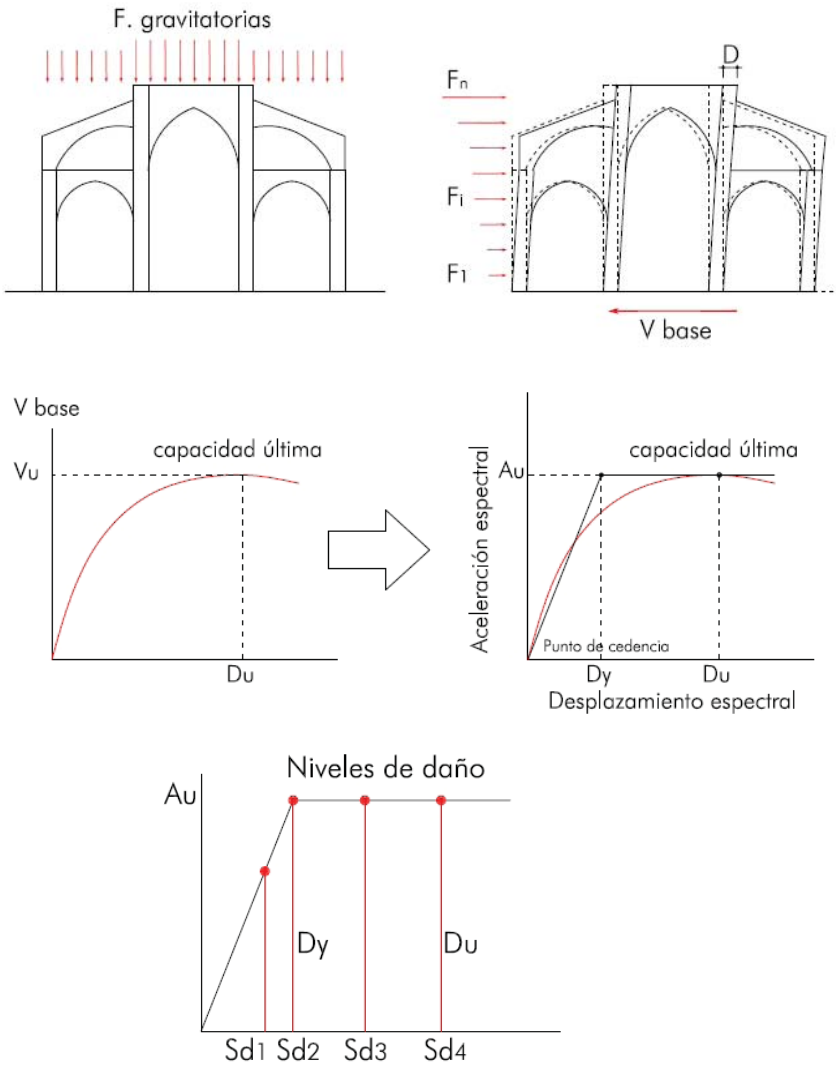 F. gravitatorias
D
Fn
Fi
F1
V base
V base
capacidad última
Vu
Du
Aceleración espectral
Au
capacidad última
Punto de cedencia
Dy
Du
Desplazamiento espectral
Niveles de daño
Au
Dy
Du
Sd1 Sd2 Sd3 Sd4